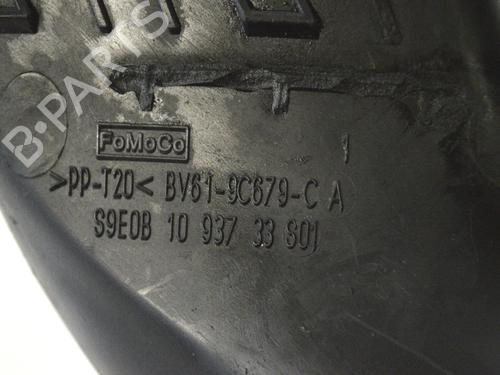 B-PARTS
FoMoCo
1
>PP-T20< BV61-9C679-C A
S9E0B 10 937 33 S01